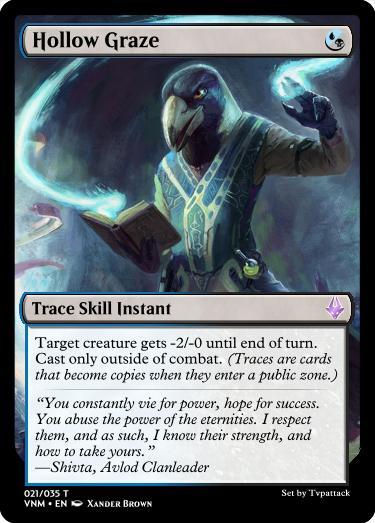 Hollow Graze
Trace Skill Instant
Target creature gets -2/-0 until end of turn.
Cast only outside of combat. (Traces are cards
that become copies when they enter a public zone.)
“You constantly vie for power, hope for success.
You abuse the power of the eternities. I respect
them, and as such, I know their strength, and
how to take yours.”
—Shivta, Avlod Clanleader
021/035 T
VNM • EN Xander Brown
Set by Tvpattack